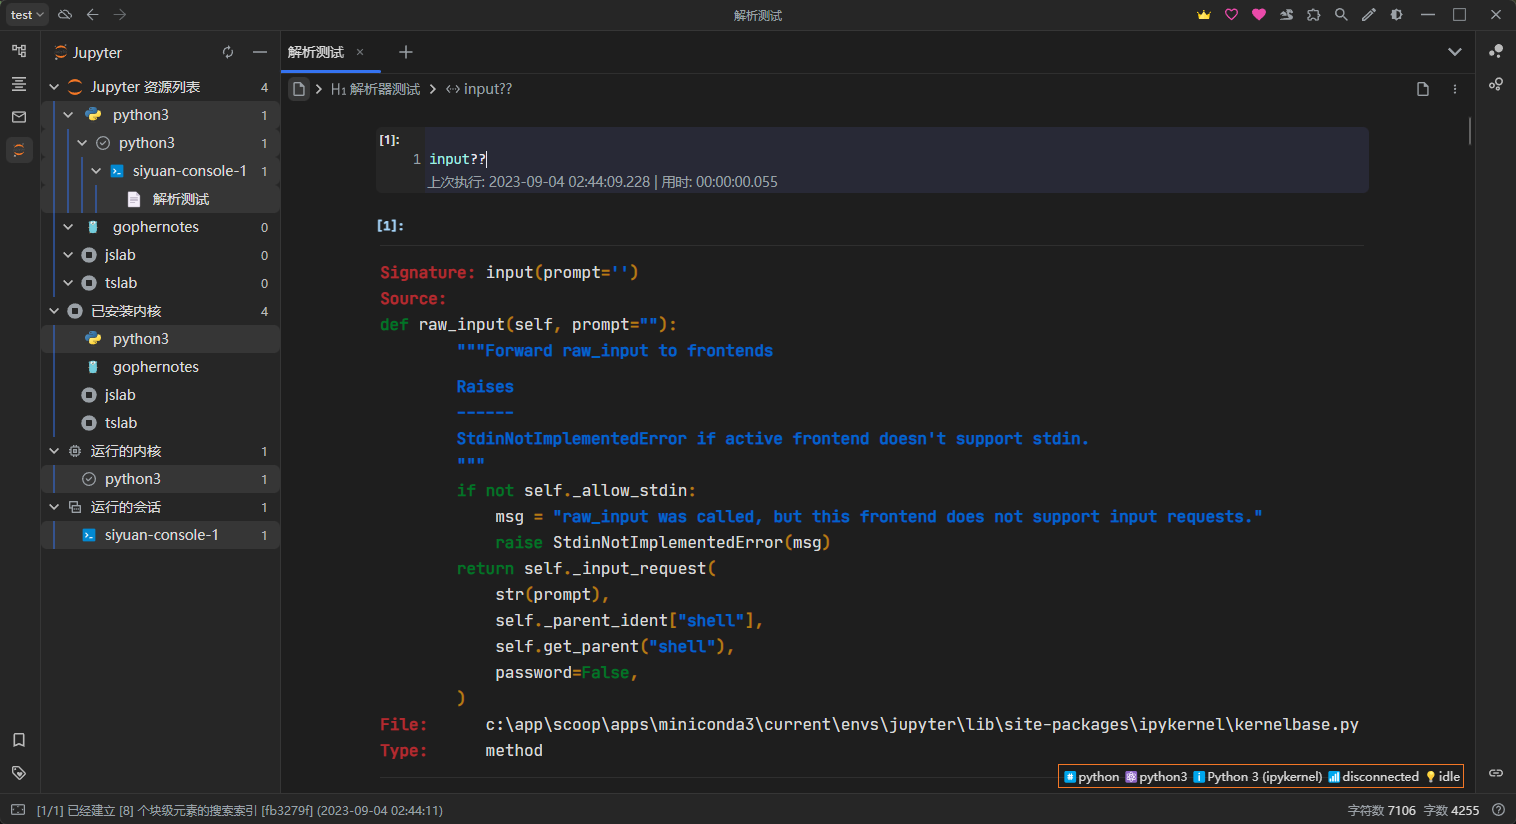 test
解析测试
Jupyter
Jupyter 资源列表 4
python3 1
python3 1
siyuan-console-1 1
解析测试
gophernotes 0
jslab 0
tslab 0
已安装内核 4
python3
gophernotes
jslab
tslab
运行的内核 1
python3 1
运行的会话 1
siyuan-console-1 1
解析测试
H1 解析器测试 input??
[1]:
1 input??
上次执行: 2023-09-04 02:44:09.228 | 用时: 00:00:00.055
[1]:
Signature: input(prompt='')
Source:
def raw_input(self, prompt=""):
"""Forward raw_input to frontends
Raises
------
StdinNotImplementedError if active frontend doesn't support stdin.
"""
if not self._allow_stdin:
msg = "raw_input was called, but this frontend does not support input requests."
raise StdinNotImplementedError(msg)
return self._input_request(
str(prompt),
self._parent_ident["shell"],
self.get_parent("shell"),
password=False,
)
File: c:\app\scoop\apps\miniconda3\current\envs\jupyter\lib\site-packages\ipykernel\kernelbase.py
Type: method
python python3 Python 3 (ipykernel) disconnected idle
[1/1] 已经建立 [8] 个块级元素的搜索索引 [fb3279f] (2023-09-04 02:44:11)
字符数 7106 字数 4255